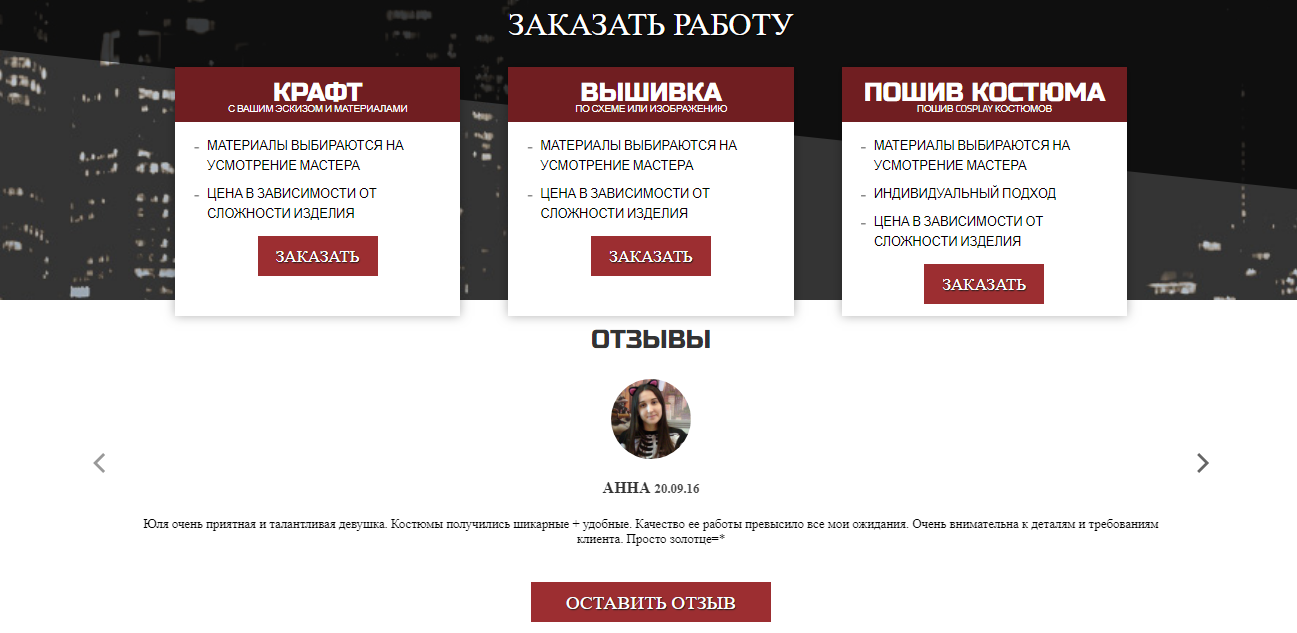 ЗАКАЗАТЬ РАБОТУ
КРАФТ
С ВАШИМ ЭСКИЗОМ И МАТЕРИАЛАМИ
- МАТЕРИАЛЫ ВЫБИРАЮТСЯ НА
УСМОТРЕНИЕ МАСТЕРА
- ЦЕНА В ЗАВИСИМОСТИ ОТ
СЛОЖНОСТИ ИЗДЕЛИЯ
ЗАКАЗАТЬ
ВЫШИВКА
ПО СХЕМЕ ИЛИ ИЗОБРАЖЕНИЮ
- МАТЕРИАЛЫ ВЫБИРАЮТСЯ НА
УСМОТРЕНИЕ МАСТЕРА
- ЦЕНА В ЗАВИСИМОСТИ ОТ
СЛОЖНОСТИ ИЗДЕЛИЯ
ЗАКАЗАТЬ
ПОШИВ КОСТЮМА
ПОШИВ COSPLAY КОСТЮМОВ
- МАТЕРИАЛЫ ВЫБИРАЮТСЯ НА
УСМОТРЕНИЕ МАСТЕРА
- ИНДИВИДУАЛЬНЫЙ ПОДХОД
- ЦЕНА В ЗАВИСИМОСТИ ОТ
СЛОЖНОСТИ ИЗДЕЛИЯ
ЗАКАЗАТЬ
ОТЗЫВЫ
АННА 20.09.16
Юля очень приятная и талантливая девушка. Костюмы получились шикарные + удобные. Качество ее работы превысило все мои ожидания. Очень внимательна к деталям и требованиям
клиента. Просто золотце=*
ОСТАВИТЬ ОТЗЫВ